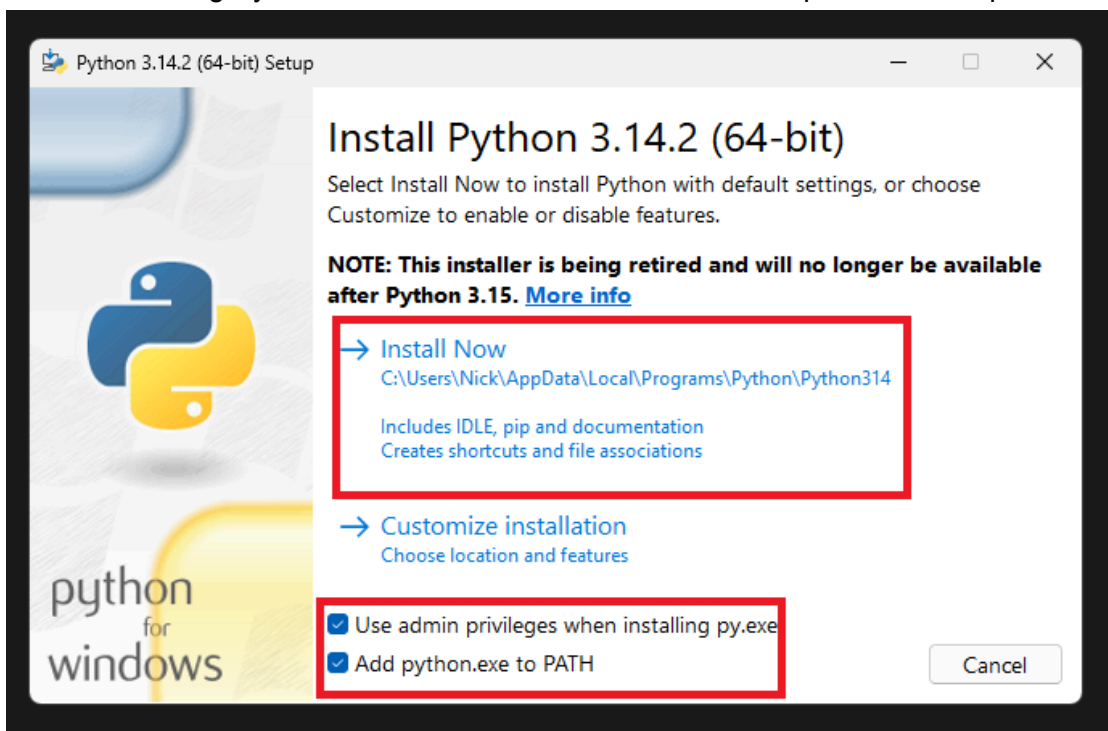 Python 3.14.2 (64-bit) Setup
Install Python 3.14.2 (64-bit)
Select Install Now to install Python with default settings, or choose
Customize to enable or disable features.
NOTE: This installer is being retired and will no longer be available
after Python 3.15. More info
Install Now
C:\Users\Nick\AppData\Local\Programs\Python\Python314
Includes IDLE, pip and documentation
Creates shortcuts and file associations
Customize installation
Choose location and features
python
for
windows
Use admin privileges when installing py.exe
Add python.exe to PATH
Cancel